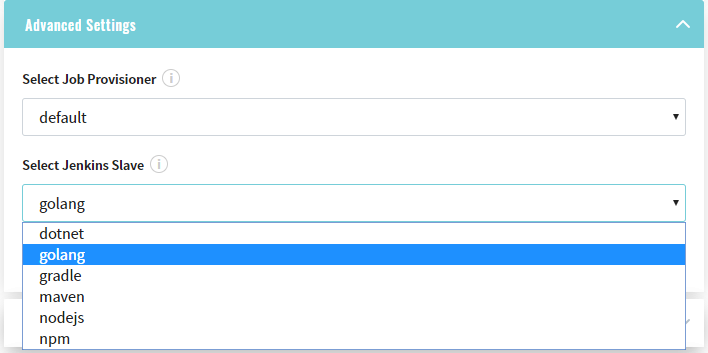 Advanced Settings
Select Job Provisioner i
default
Select Jenkins Slave i
golang
dotnet
golang
gradle
maven
nodejs
npm